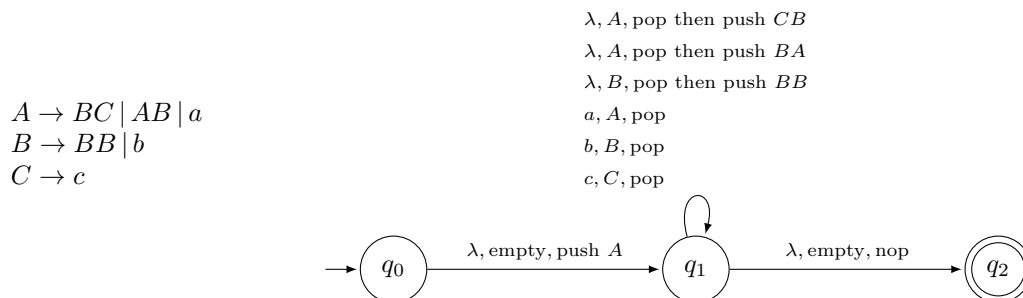 λ, A, pop then push CB
λ, A, pop then push BA
λ, B, pop then push BB
a, A, pop
b, B, pop
c, C, pop
A → BC | AB | a
B → BB | b
C → c
λ, empty, push A
λ, empty, nop
q₀
q₁
q₂